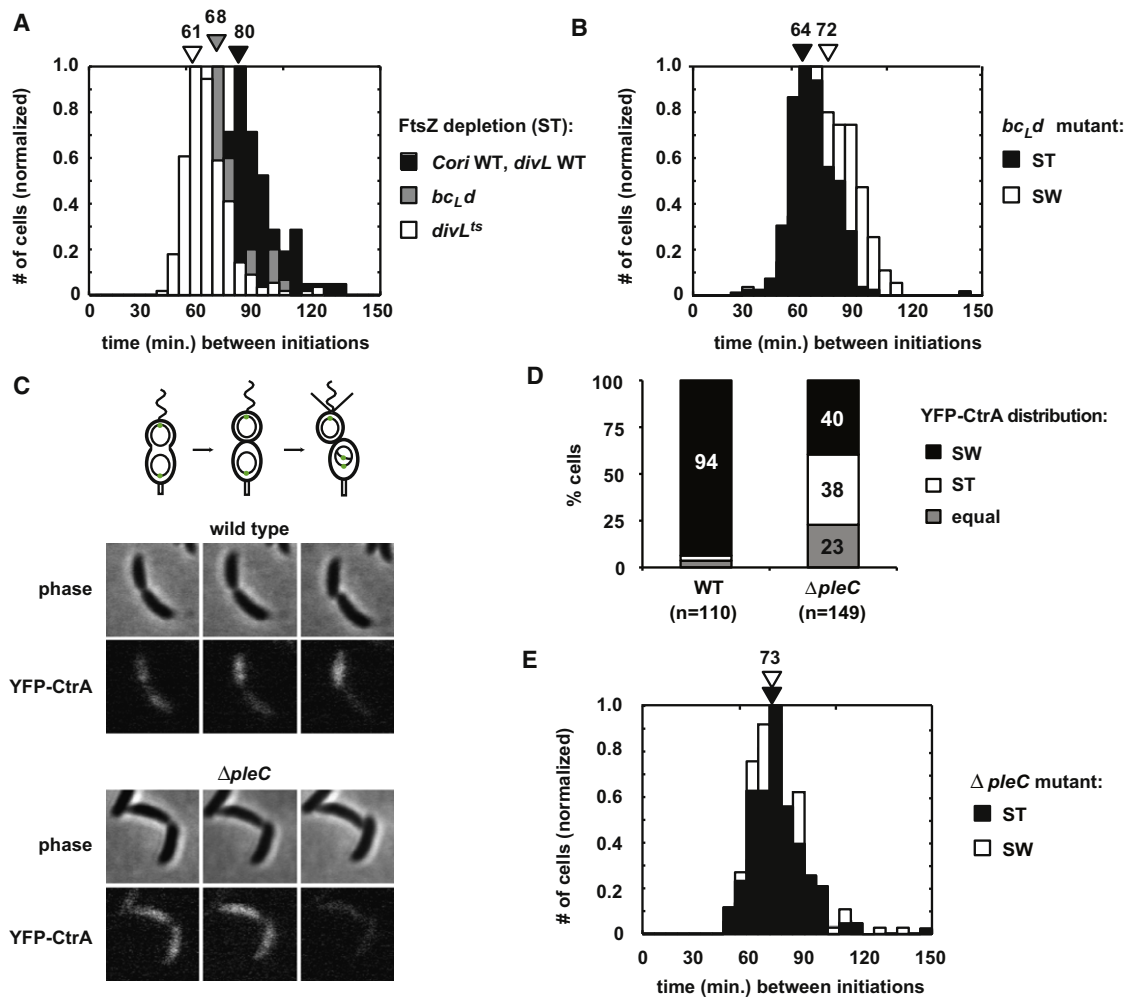 A
61
68
80
1.0
0.8
0.6
0.4
0.2
0
# of cells (normalized)
0 30 60 90 120 150
time (min.) between initiations
FtsZ depletion (ST):
Cori WT, divL WT
bcLd
divLts
B
64 72
1.0
0.8
0.6
0.4
0.2
0
# of cells (normalized)
0 30 60 90 120 150
time (min.) between initiations
bcLd mutant:
ST
SW
C
wild type
phase
YFP-CtrA
ΔpleC
phase
YFP-CtrA
D
100
75
50
25
0
% cells
94
40
38
23
WT
(n=110)
ΔpleC
(n=149)
YFP-CtrA distribution:
SW
ST
equal
E
73
1.0
0.8
0.6
0.4
0.2
0
# of cells (normalized)
0 30 60 90 120 150
time (min.) between initiations
Δ pleC mutant:
ST
SW